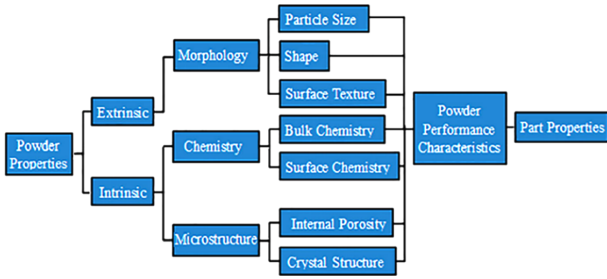 Powder
Properties
Extrinsic
Intrinsic
Morphology
Chemistry
Microstructure
Particle Size
Shape
Surface Texture
Bulk Chemistry
Surface Chemistry
Internal Porosity
Crystal Structure
Powder
Performance
Characteristics
Part Properties